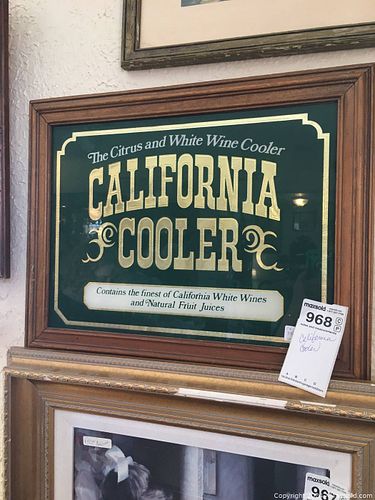 The Citrus and White Wine Cooler
CALIFORNIA
COOLER
Contains the finest of California White Wines
and Natural Fruit Juices
maxsold
968
California
Cooler
maxsold
967